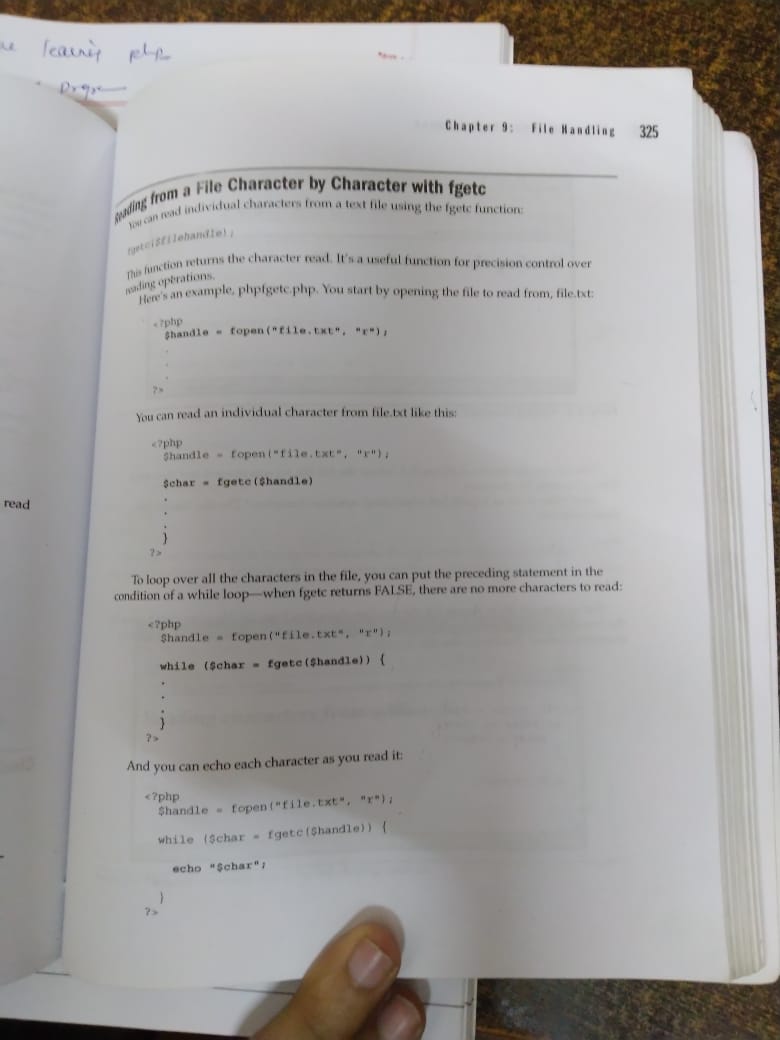 learnig php
Chapter 9: File Handling 325
Reading from a File Character by Character with fgetc
You can read individual characters from a text file using the fgetc function:
fgetc($filehandle);
This function returns the character read. It's a useful function for precision control over
reading operations.
Here's an example, phpfgetc.php. You start by opening the file to read from, file.txt:
<?php
$handle = fopen("file.txt", "r");
.
.
.
?>
You can read an individual character from file.txt like this:
<?php
$handle = fopen("file.txt", "r");
$char = fgetc($handle)
.
.
.
}
?>
read
To loop over all the characters in the file, you can put the preceding statement in the
condition of a while loop—when fgetc returns FALSE, there are no more characters to read:
<?php
$handle = fopen("file.txt", "r");
while ($char = fgetc($handle)) {
.
.
.
}
?>
And you can echo each character as you read it:
<?php
$handle = fopen("file.txt", "r");
while ($char = fgetc($handle)) {
echo "$char";
}
?>